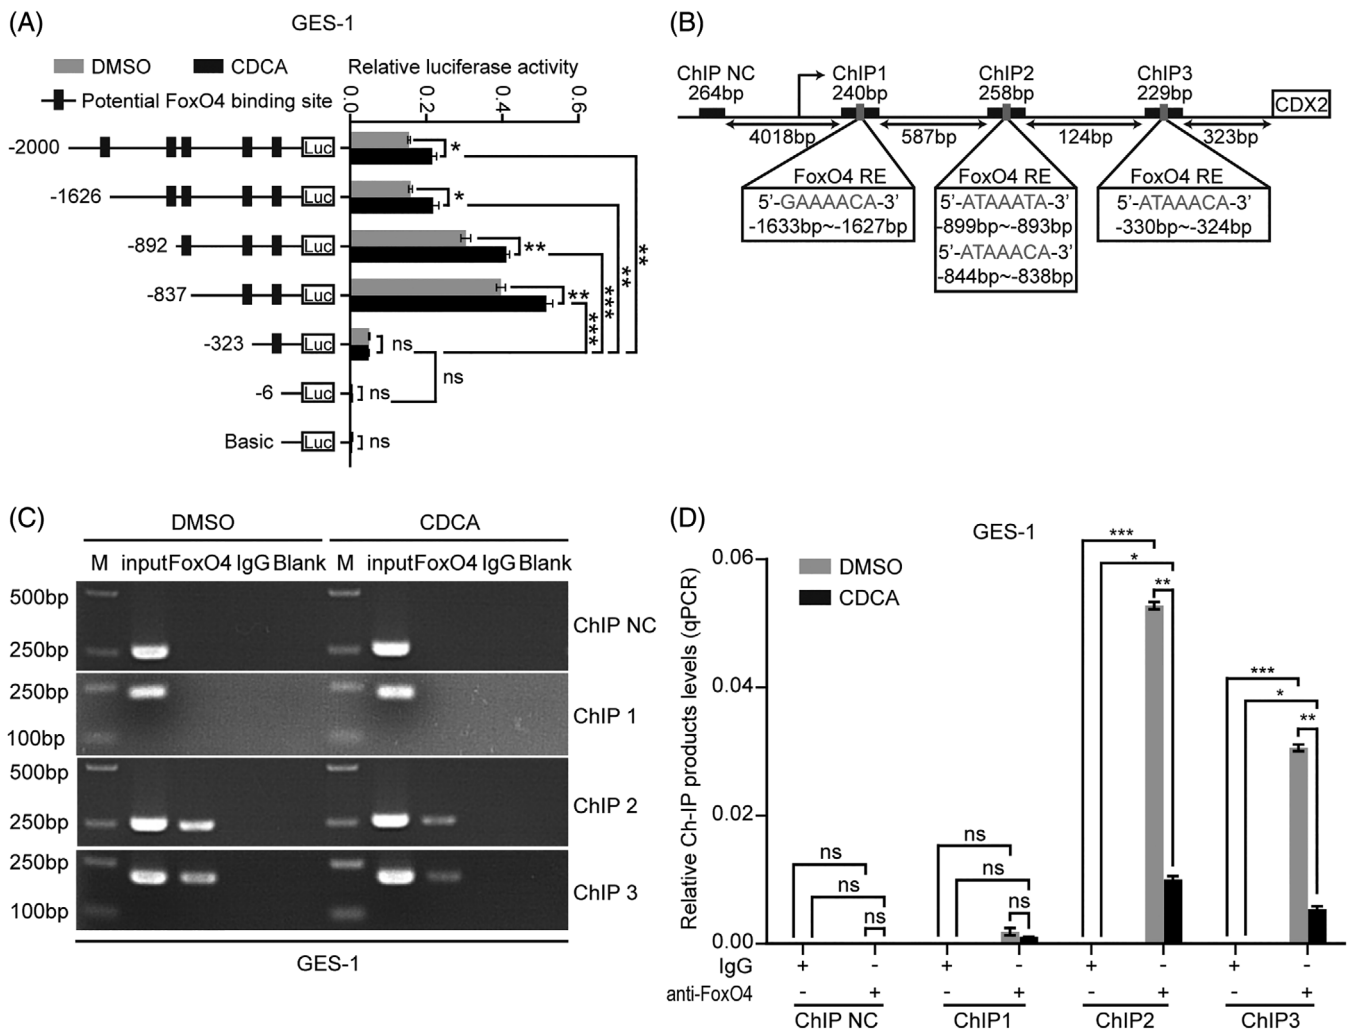 (A)
GES-1
DMSO CDCA
Potential FoxO4 binding site
Relative luciferase activity
0.0 0.2 0.4 0.6
-2000 Luc *
-1626 Luc *
-892 Luc **
-837 Luc **
-323 Luc ns
-6 Luc ns
Basic Luc ns
ns
***
***
**
**
(B)
ChIP NC ChIP1 ChIP2 ChIP3
264bp 240bp 258bp 229bp
CDX2
4018bp 587bp 124bp 323bp
FoxO4 RE
5'-GAAAACA-3'
-1633bp~-1627bp
FoxO4 RE
5'-ATAAATA-3'
-899bp~-893bp
5'-ATAAACA-3'
-844bp~-838bp
FoxO4 RE
5'-ATAAACA-3'
-330bp~-324bp
(C)
DMSO CDCA
M input FoxO4 IgG Blank M input FoxO4 IgG Blank
500bp
250bp
ChIP NC
250bp
100bp
ChIP 1
500bp
250bp
ChIP 2
250bp
100bp
ChIP 3
GES-1
(D)
GES-1
DMSO
CDCA
Relative Ch-IP products levels (qPCR)
0.06
0.04
0.02
0.00
ns
ns
ns
ns
ns
ns
***
*
**
***
*
**
IgG + - + - + - + -
anti-FoxO4 - + - + - + - +
ChIP NC ChIP1 ChIP2 ChIP3